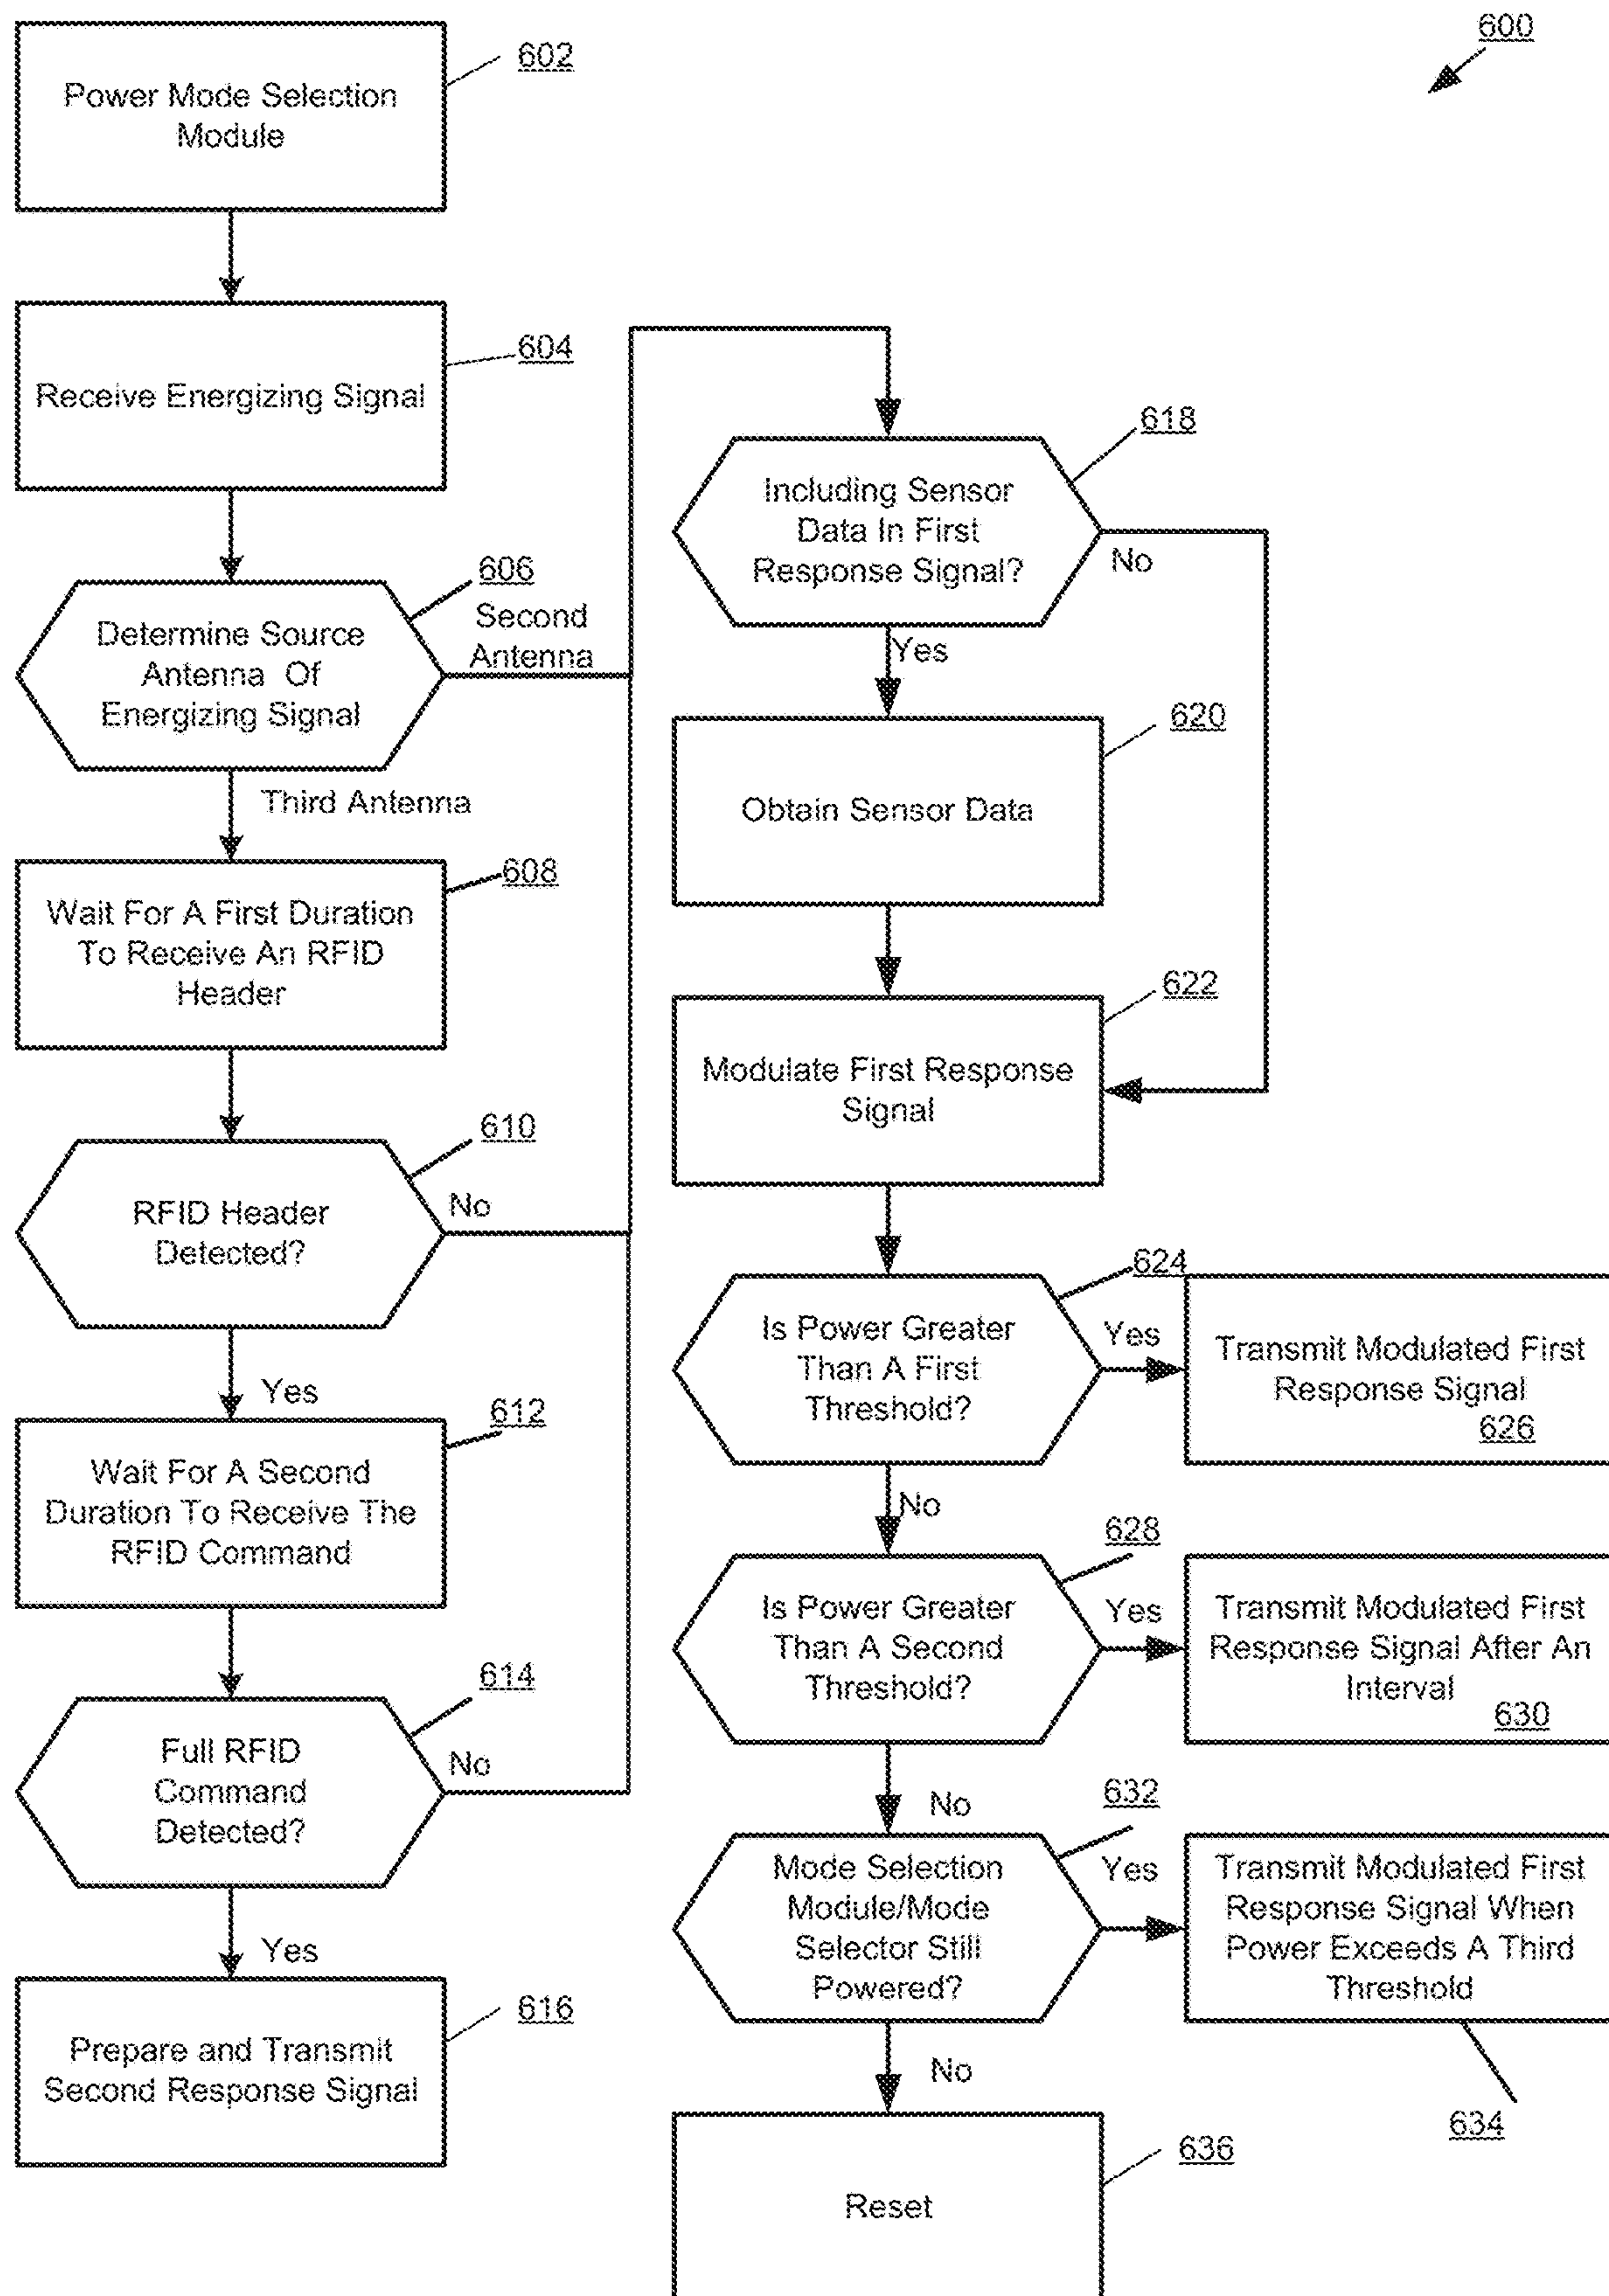 600
602
Power Mode Selection
Module
604
Receive Energizing Signal
606
Determine Source
Antenna Of
Energizing Signal
Second
Antenna
Third Antenna
608
Wait For A First Duration
To Receive An RFID
Header
610
RFID Header
Detected?
No
Yes
612
Wait For A Second
Duration To Receive The
RFID Command
614
Full RFID
Command
Detected?
No
Yes
616
Prepare and Transmit
Second Response Signal
618
Including Sensor
Data In First
Response Signal?
No
Yes
620
Obtain Sensor Data
622
Modulate First Response
Signal
624
Is Power Greater
Than A First
Threshold?
Yes
Transmit Modulated First
Response Signal
626
No
628
Is Power Greater
Than A Second
Threshold?
Yes
Transmit Modulated First
Response Signal After An
Interval
630
No
632
Mode Selection
Module/Mode
Selector Still
Powered?
Yes
Transmit Modulated First
Response Signal When
Power Exceeds A Third
Threshold
634
No
636
Reset